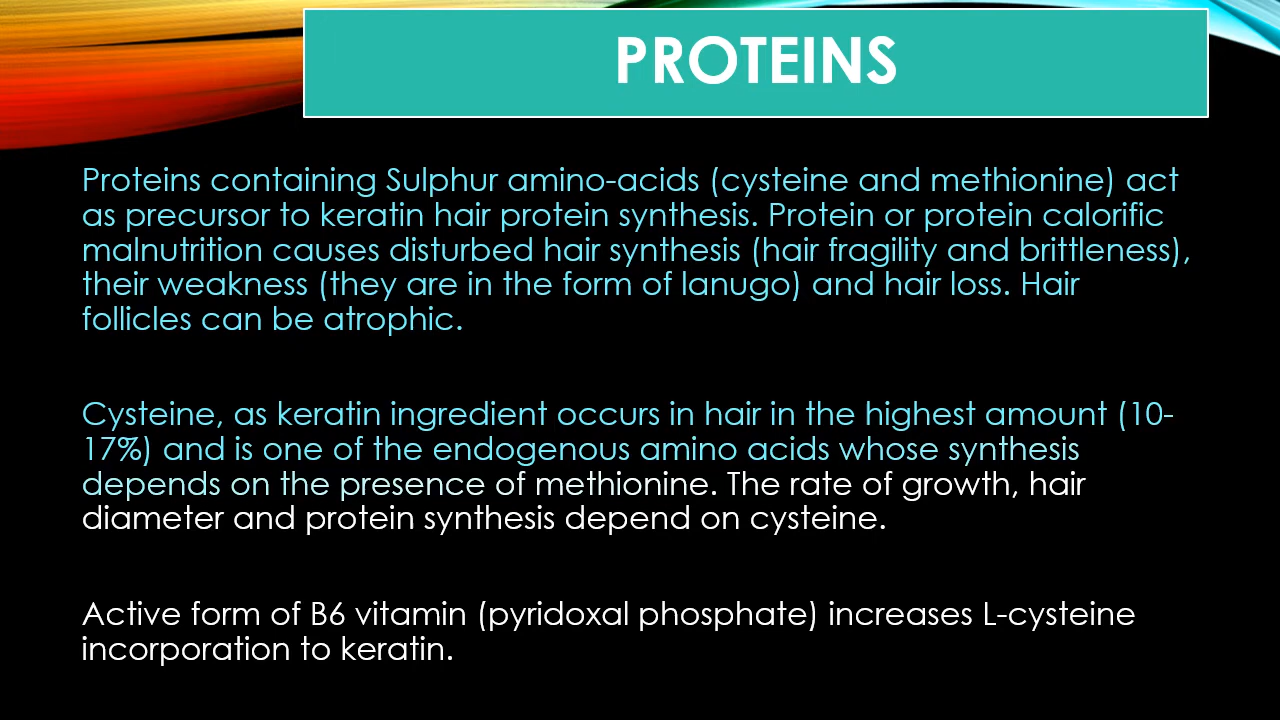 PROTEINS
Proteins containing Sulphur amino-acids (cysteine and methionine) act
as precursor to keratin hair protein synthesis. Protein or protein calorific
malnutrition causes disturbed hair synthesis (hair fragility and brittleness),
their weakness (they are in the form of lanugo) and hair loss. Hair
follicles can be atrophic.
Cysteine, as keratin ingredient occurs in hair in the highest amount (10-
17%) and is one of the endogenous amino acids whose synthesis
depends on the presence of methionine. The rate of growth, hair
diameter and protein synthesis depend on cysteine.
Active form of B6 vitamin (pyridoxal phosphate) increases L-cysteine
incorporation to keratin.